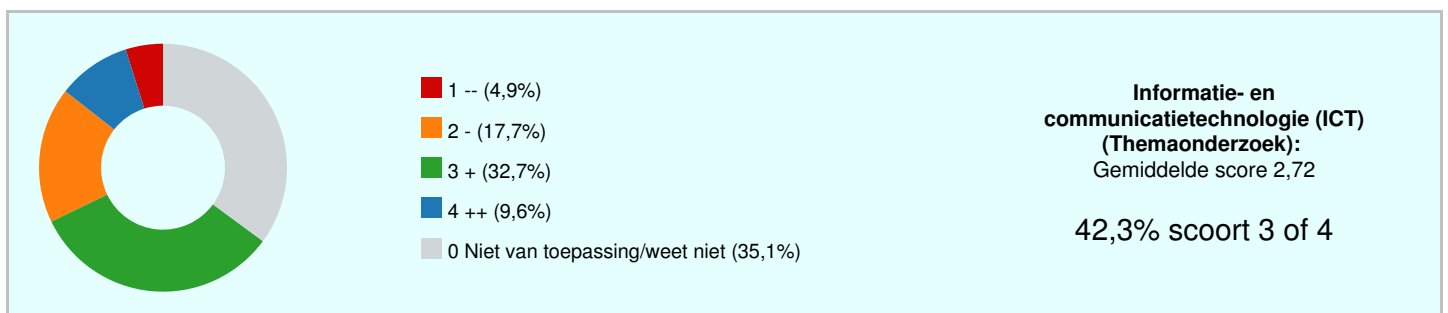 1 -- (4,9%)
2 - (17,7%)
3 + (32,7%)
4 ++ (9,6%)
0 Niet van toepassing/weet niet (35,1%)
Informatie- en
communicatietechnologie (ICT)
(Themaonderzoek):
Gemiddelde score 2,72
42,3% scoort 3 of 4